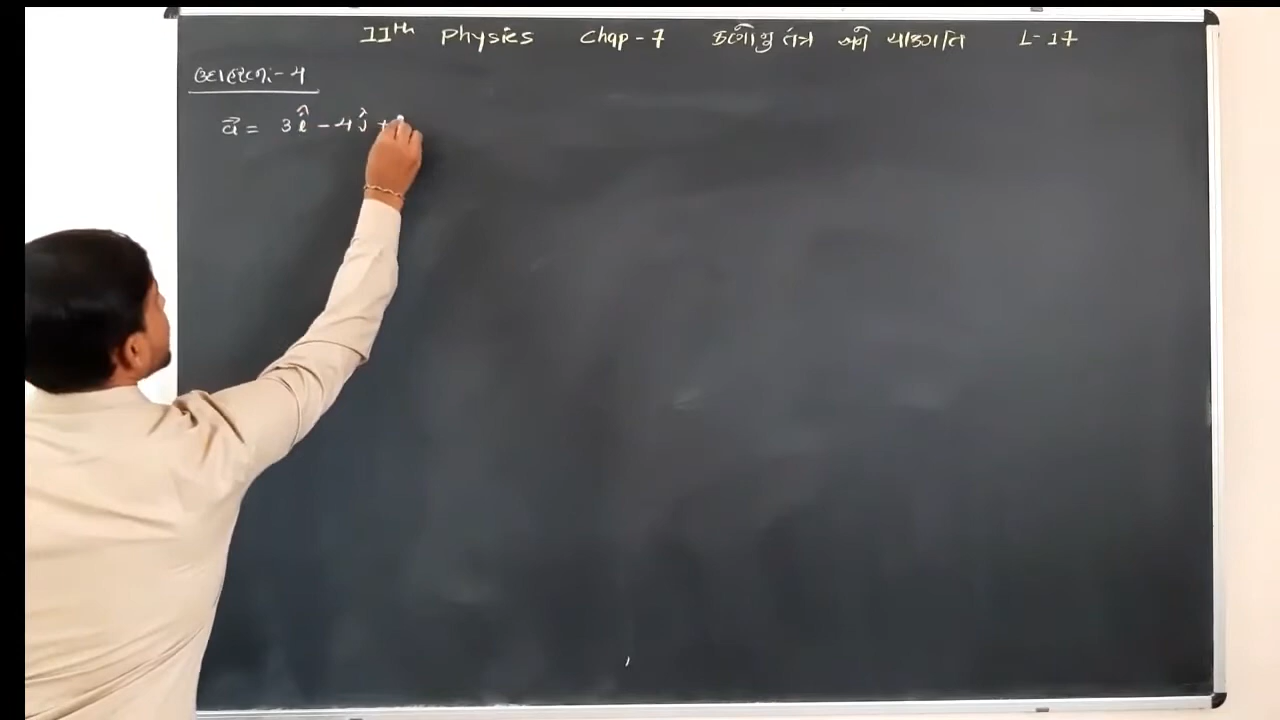 11th Physics Chap - 7 કણોનું તંત્ર અને ચાકગતિ L - 17
ઉદાહરણ:- 4
a⃗ = 3î - 4ĵ +